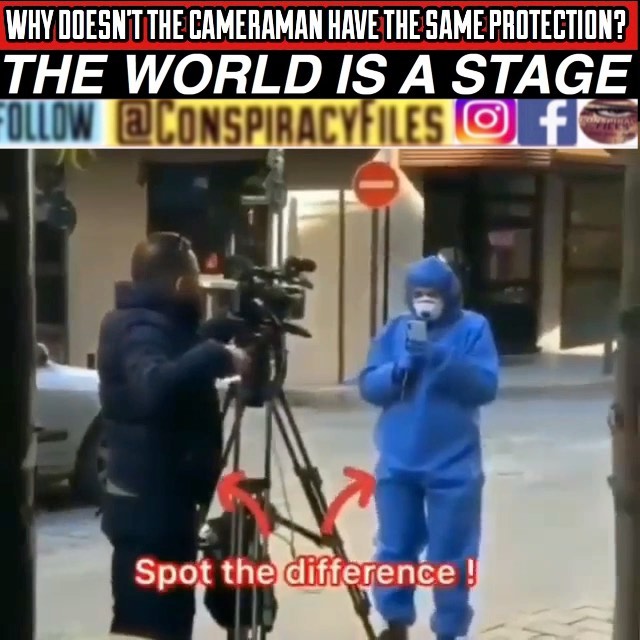 WHY DOESN'T THE CAMERAMAN HAVE THE SAME PROTECTION?
THE WORLD IS A STAGE
FOLLOW @CONSPIRACYFILES
Spot the difference !